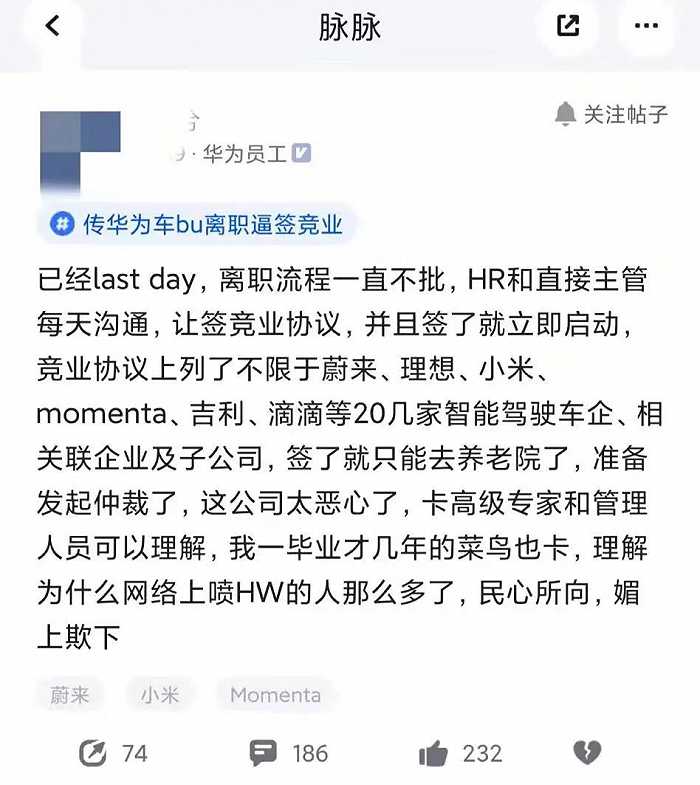 脉脉
关注帖子
· 华为员工
传华为车bu离职逼签竞业
已经last day，离职流程一直不批，HR和直接主管
每天沟通，让签竞业协议，并且签了就立即启动，
竞业协议上列了不限于蔚来、理想、小米、
momenta、吉利、滴滴等20几家智能驾驶车企、相
关联企业及子公司，签了就只能去养老院了，准备
发起仲裁了，这公司太恶心了，卡高级专家和管理
人员可以理解，我一毕业才几年的菜鸟也卡，理解
为什么网络上喷HW的人那么多了，民心所向，媚
上欺下
蔚来 小米 Momenta
74 186 232